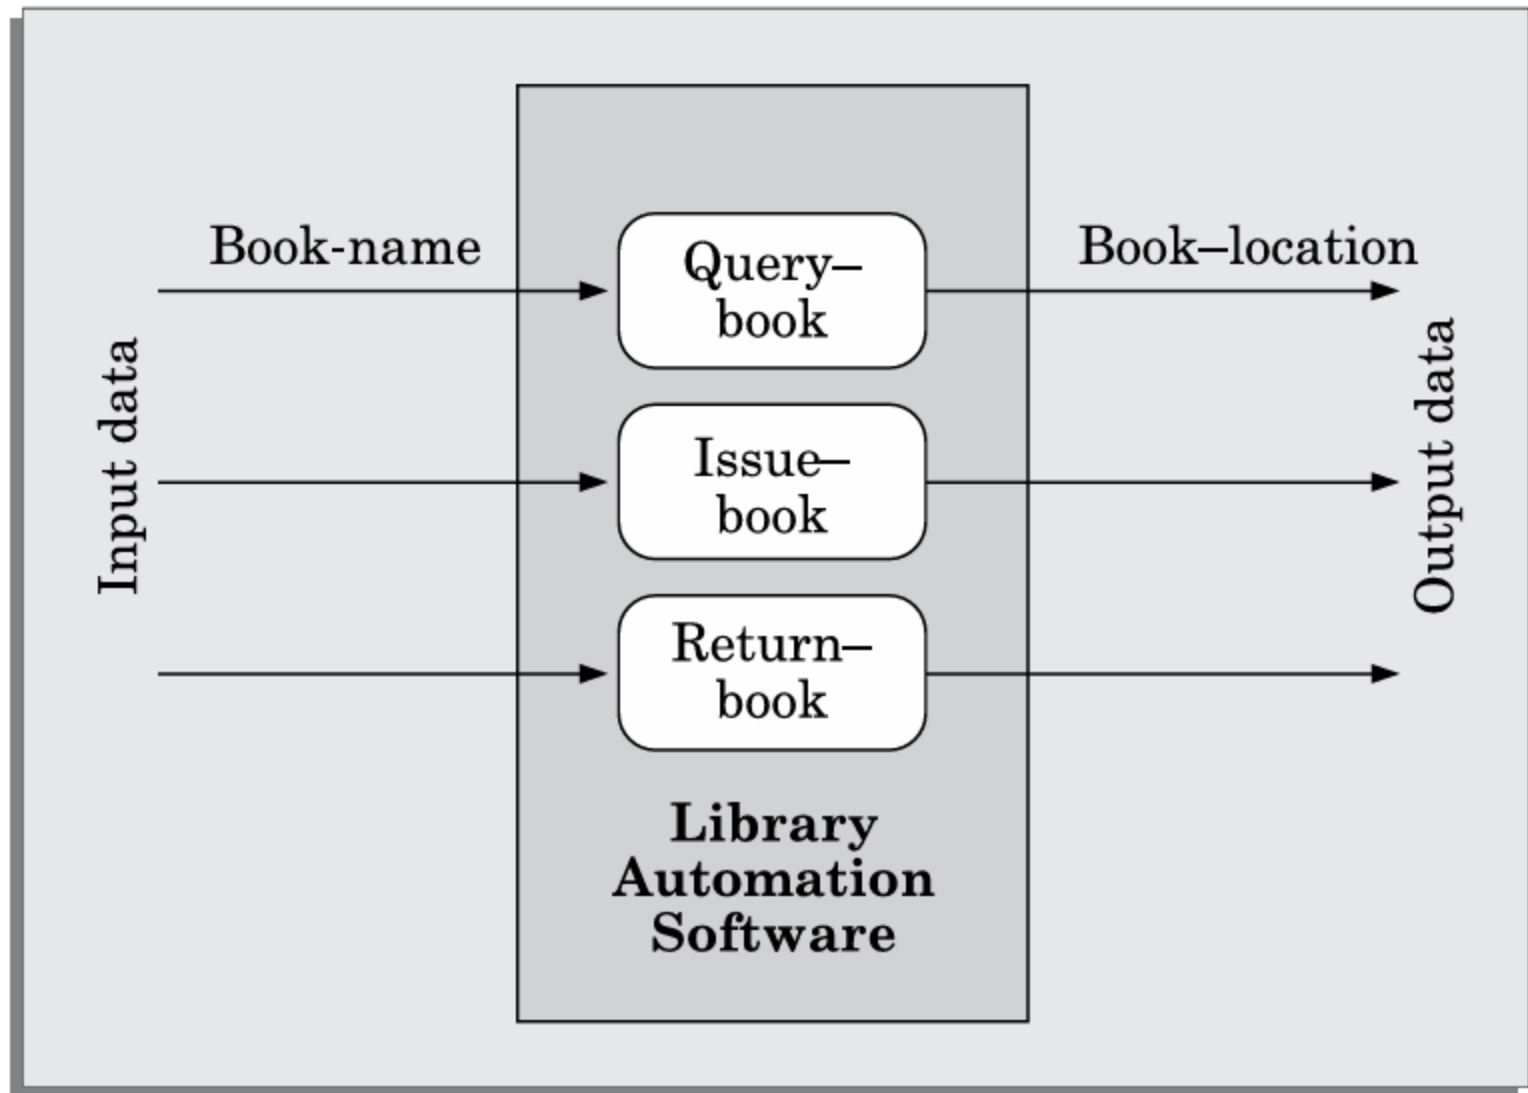 Book-name
Query–
book
Book–location
Input data
Issue–
book
Output data
Return–
book
Library
Automation
Software